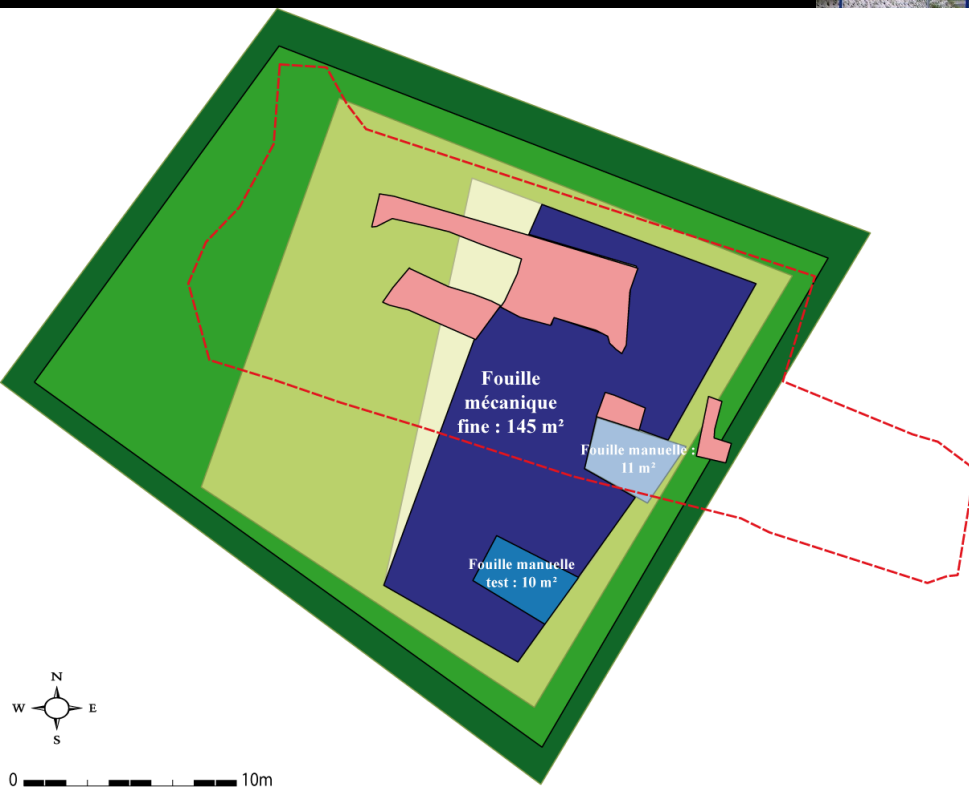 Fouille
mécanique
fine : 145 m²
Fouille manuelle :
11 m²
Fouille manuelle
test : 10 m²
N
W E
S
0 10m